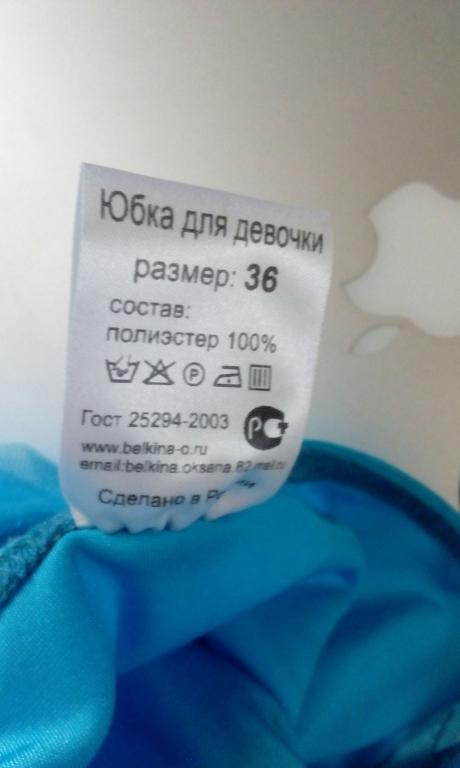 Юбка для девочки
размер: 36
состав:
полиэстер 100%
Гост 25294-2003
www.belkina-o.ru
email:belkina.oksana.82
Сделано в